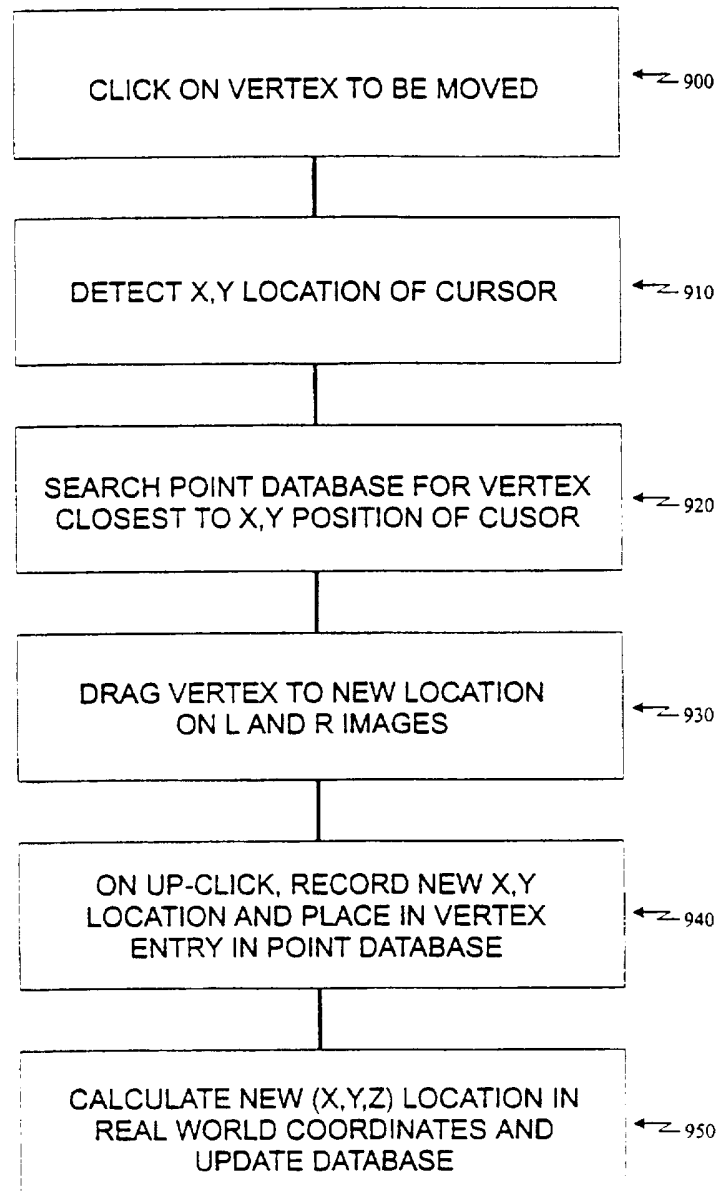 CLICK ON VERTEX TO BE MOVED
900
DETECT X,Y LOCATION OF CURSOR
910
SEARCH POINT DATABASE FOR VERTEX
CLOSEST TO X,Y POSITION OF CUSOR
920
DRAG VERTEX TO NEW LOCATION
ON L AND R IMAGES
930
ON UP-CLICK, RECORD NEW X,Y
LOCATION AND PLACE IN VERTEX
ENTRY IN POINT DATABASE
940
CALCULATE NEW (X,Y,Z) LOCATION IN
REAL WORLD COORDINATES AND
UPDATE DATABASE
950